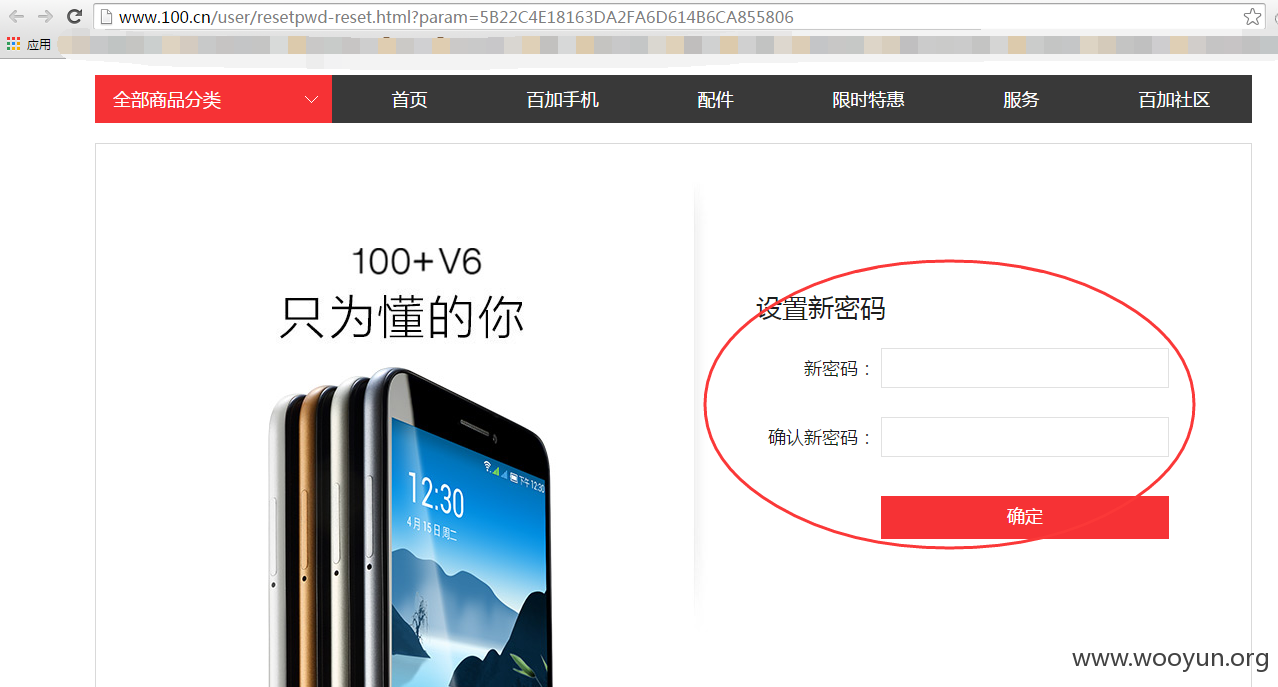 www.100.cn/user/resetpwd-reset.html?param=5B22C4E18163DA2FA6D614B6CA855806
应用
全部商品分类 首页 百加手机 配件 限时特惠 服务 百加社区
100+V6
只为懂的你
设置新密码
新密码：
确认新密码：
确定
下午 12:30
12:30
4月15日周二
www.wooyun.org